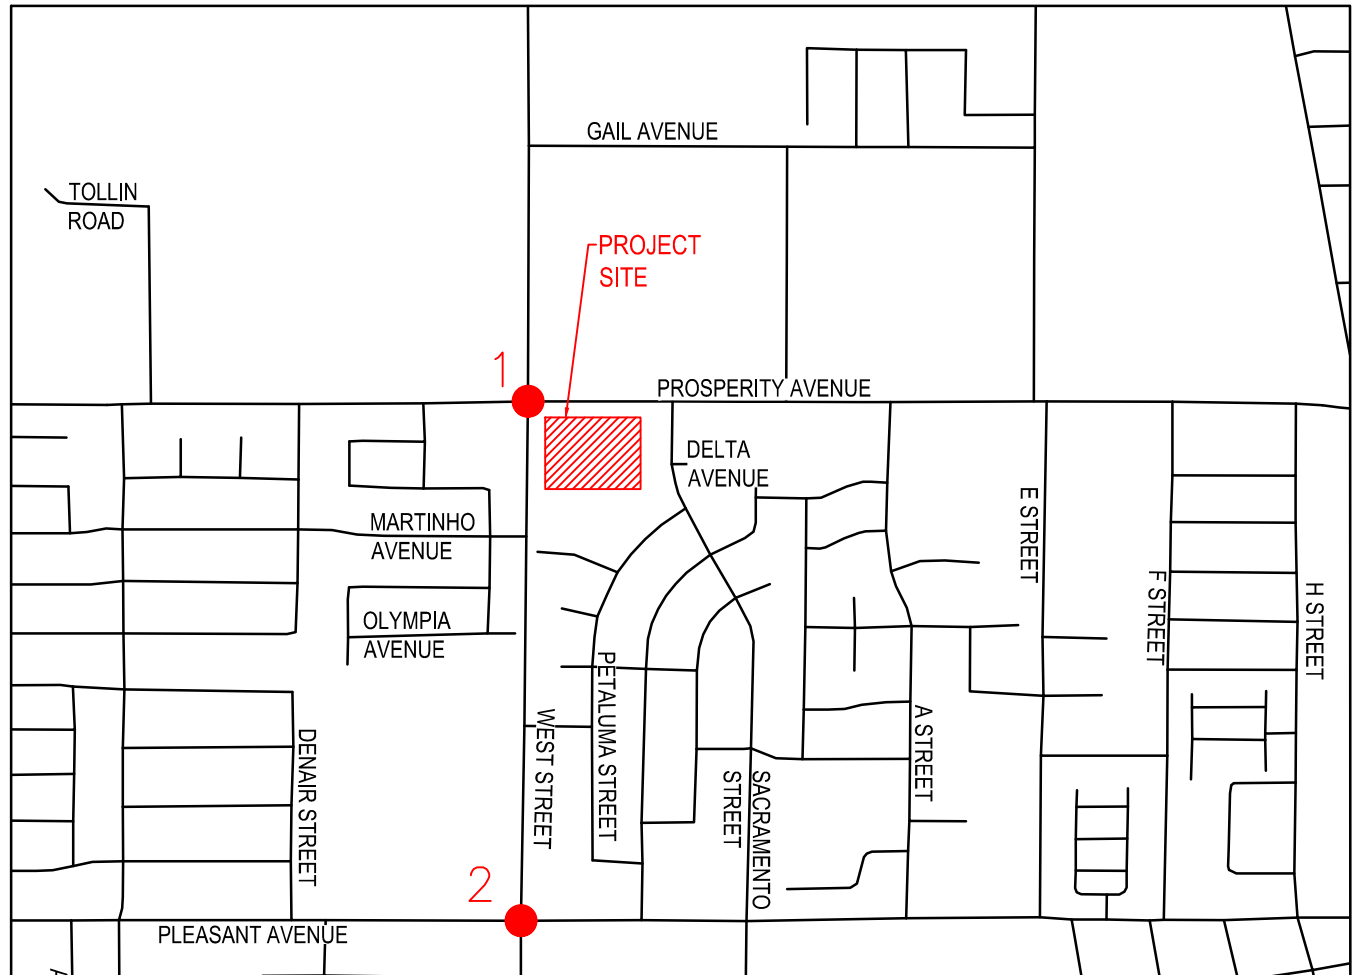 GAIL AVENUE
TOLLIN
ROAD
PROJECT
SITE
1
PROSPERITY AVENUE
DELTA
AVENUE
MARTINHO
AVENUE
E STREET
F STREET
H STREET
OLYMPIA
AVENUE
PETALUMA STREET
WEST STREET
A STREET
DENAIR STREET
SACRAMENTO
STREET
2
PLEASANT AVENUE